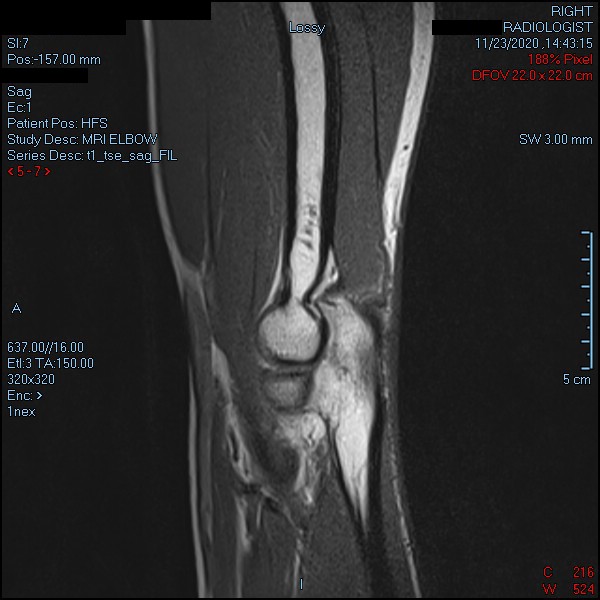 Lossy
RIGHT
RADIOLOGIST
11/23/2020 ,14:43:15
188% Pixel
DFOV 22.0 x 22.0 cm
SI:7
Pos:-157.00 mm
Sag
Ec:1
Patient Pos: HFS
Study Desc: MRI ELBOW
Series Desc: t1_tse_sag_FIL
< 5 - 7 >
SW 3.00 mm
A
637.00//16.00
Etl:3 TA:150.00
320x320
Enc: >
1nex
5 cm
I
C 216
W 524